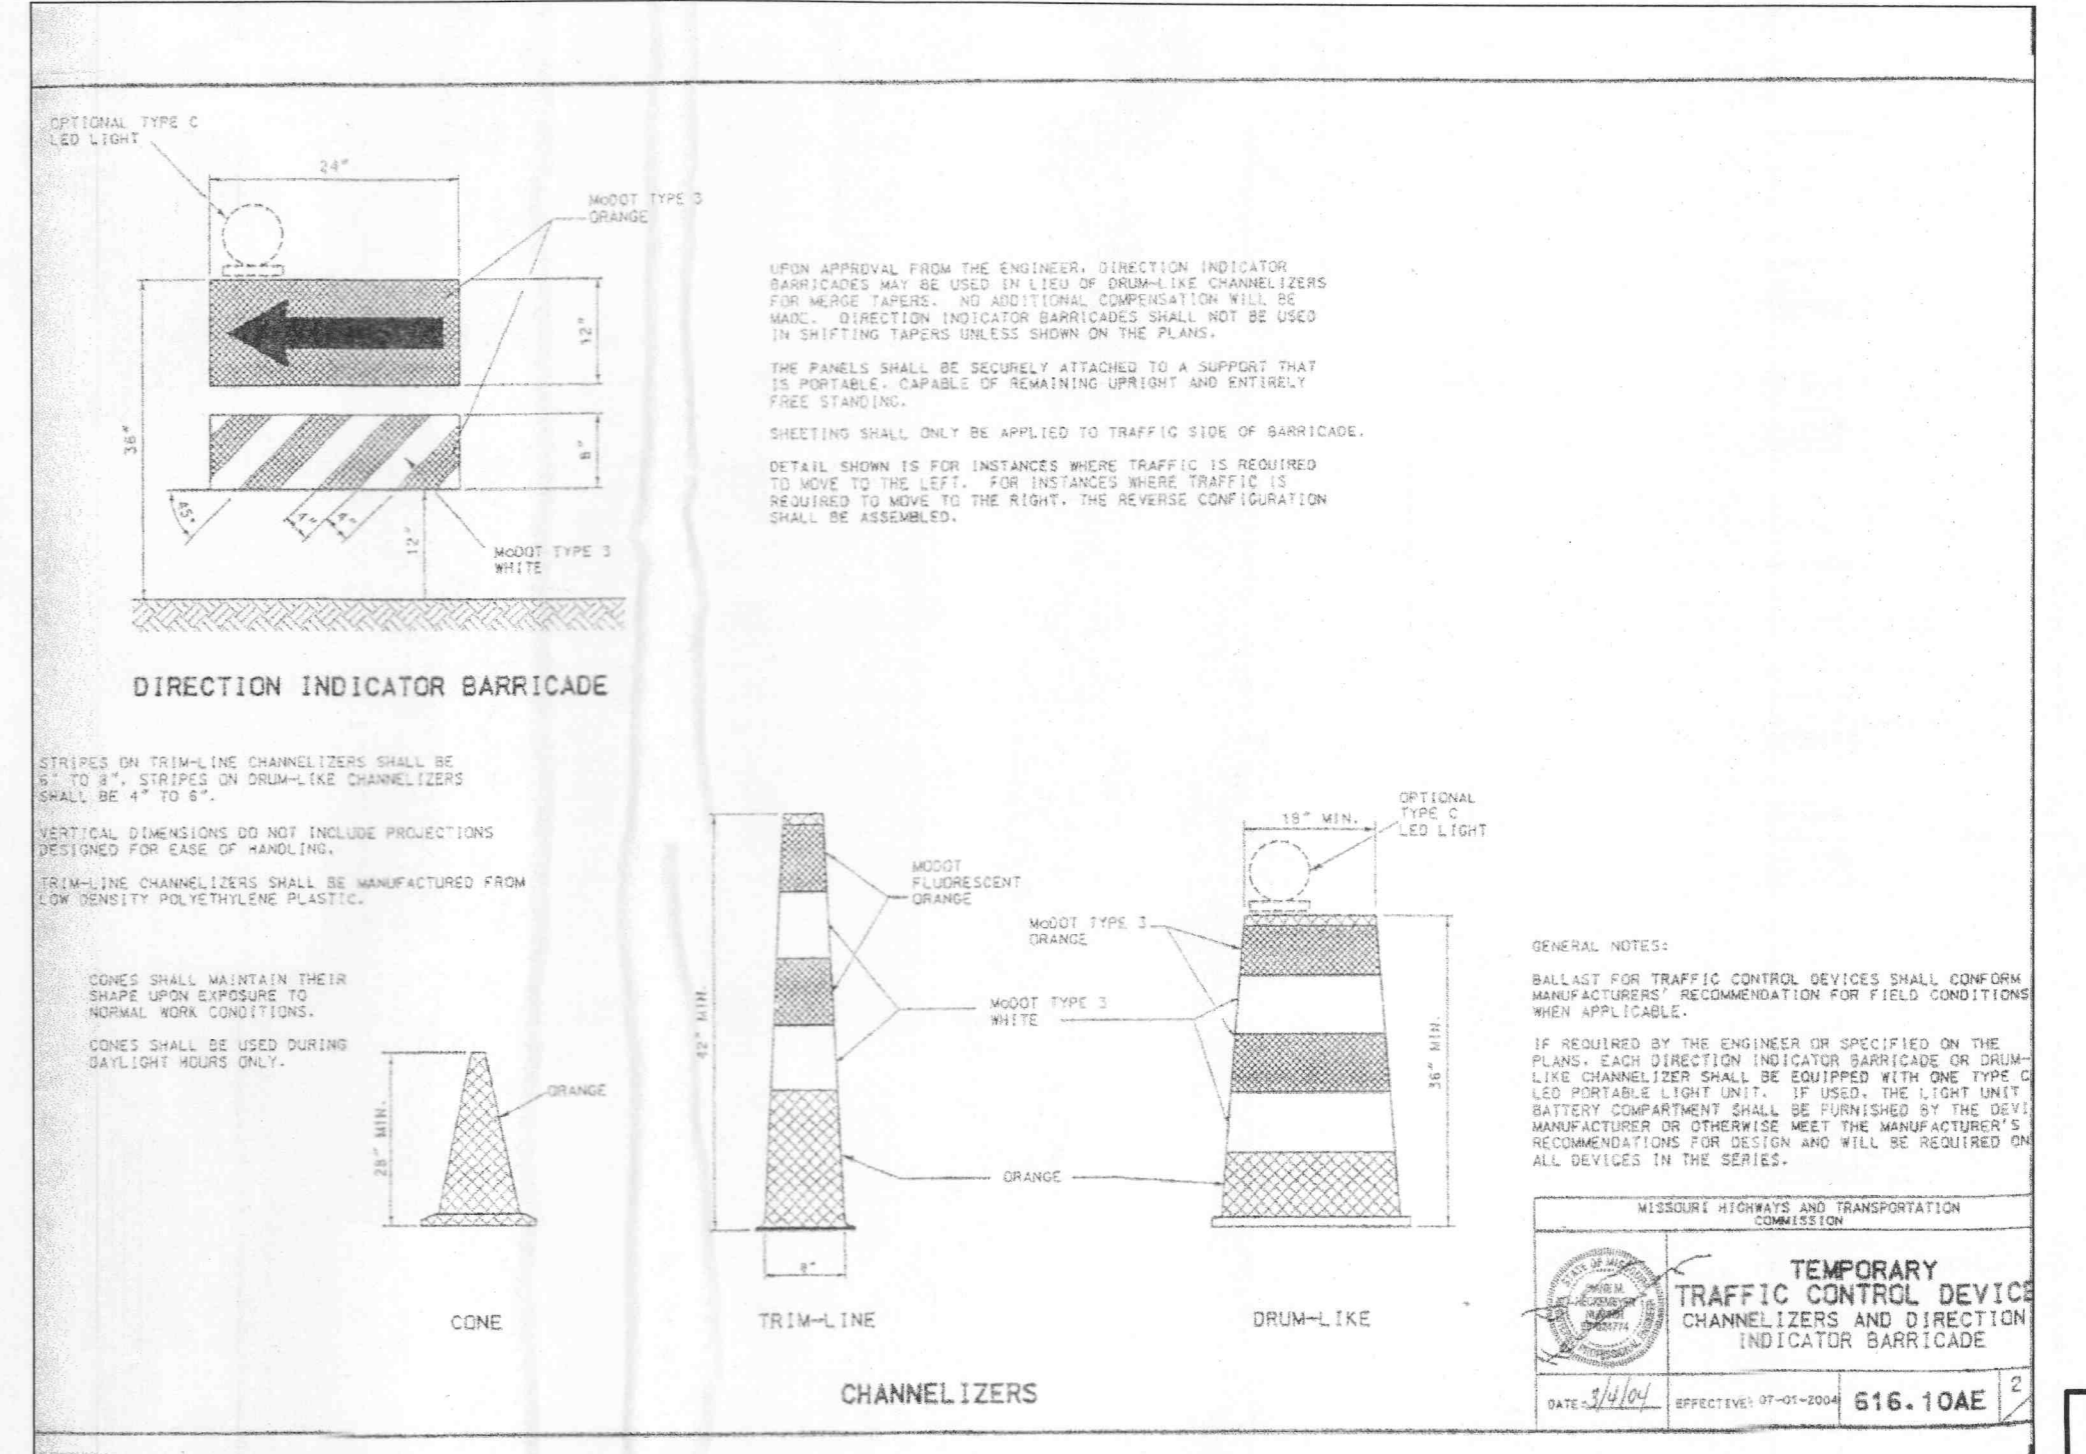 OPTIONAL TYPE C
LED LIGHT
24"
MoDOT TYPE 3
ORANGE
12"
36"
8"
45°
4"
4"
12"
MoDOT TYPE 3
WHITE
DIRECTION INDICATOR BARRICADE
UPON APPROVAL FROM THE ENGINEER, DIRECTION INDICATOR
BARRICADES MAY BE USED IN LIEU OF DRUM-LIKE CHANNELIZERS
FOR MERGE TAPERS. NO ADDITIONAL COMPENSATION WILL BE
MADE. DIRECTION INDICATOR BARRICADES SHALL NOT BE USED
IN SHIFTING TAPERS UNLESS SHOWN ON THE PLANS.
THE PANELS SHALL BE SECURELY ATTACHED TO A SUPPORT THAT
IS PORTABLE, CAPABLE OF REMAINING UPRIGHT AND ENTIRELY
FREE STANDING.
SHEETING SHALL ONLY BE APPLIED TO TRAFFIC SIDE OF BARRICADE.
DETAIL SHOWN IS FOR INSTANCES WHERE TRAFFIC IS REQUIRED
TO MOVE TO THE LEFT. FOR INSTANCES WHERE TRAFFIC IS
REQUIRED TO MOVE TO THE RIGHT, THE REVERSE CONFIGURATION
SHALL BE ASSEMBLED.
STRIPES ON TRIM-LINE CHANNELIZERS SHALL BE
6" TO 8". STRIPES ON DRUM-LIKE CHANNELIZERS
SHALL BE 4" TO 6".
VERTICAL DIMENSIONS DO NOT INCLUDE PROJECTIONS
DESIGNED FOR EASE OF HANDLING.
TRIM-LINE CHANNELIZERS SHALL BE MANUFACTURED FROM
LOW DENSITY POLYETHYLENE PLASTIC.
CONES SHALL MAINTAIN THEIR
SHAPE UPON EXPOSURE TO
NORMAL WORK CONDITIONS.
CONES SHALL BE USED DURING
DAYLIGHT HOURS ONLY.
28" MIN.
ORANGE
CONE
42" MIN.
MODOT
FLUORESCENT
ORANGE
MoDOT TYPE 3
WHITE
ORANGE
8"
TRIM-LINE
18" MIN.
OPTIONAL
TYPE C
LED LIGHT
MoDOT TYPE 3
ORANGE
36" MIN.
DRUM-LIKE
CHANNELIZERS
GENERAL NOTES:
BALLAST FOR TRAFFIC CONTROL DEVICES SHALL CONFORM
MANUFACTURERS' RECOMMENDATION FOR FIELD CONDITIONS
WHEN APPLICABLE.
IF REQUIRED BY THE ENGINEER OR SPECIFIED ON THE
PLANS, EACH DIRECTION INDICATOR BARRICADE OR DRUM-
LIKE CHANNELIZER SHALL BE EQUIPPED WITH ONE TYPE C
LED PORTABLE LIGHT UNIT. IF USED, THE LIGHT UNIT
BATTERY COMPARTMENT SHALL BE FURNISHED BY THE DEVI
MANUFACTURER OR OTHERWISE MEET THE MANUFACTURER'S
RECOMMENDATIONS FOR DESIGN AND WILL BE REQUIRED ON
ALL DEVICES IN THE SERIES.
MISSOURI HIGHWAYS AND TRANSPORTATION
COMMISSION
STATE OF MISSOURI
PROFESSIONAL ENGINEER
TEMPORARY
TRAFFIC CONTROL DEVICE
CHANNELIZERS AND DIRECTION
INDICATOR BARRICADE
DATE: 3/4/04
EFFECTIVE: 07-01-2004
616.10AE
2